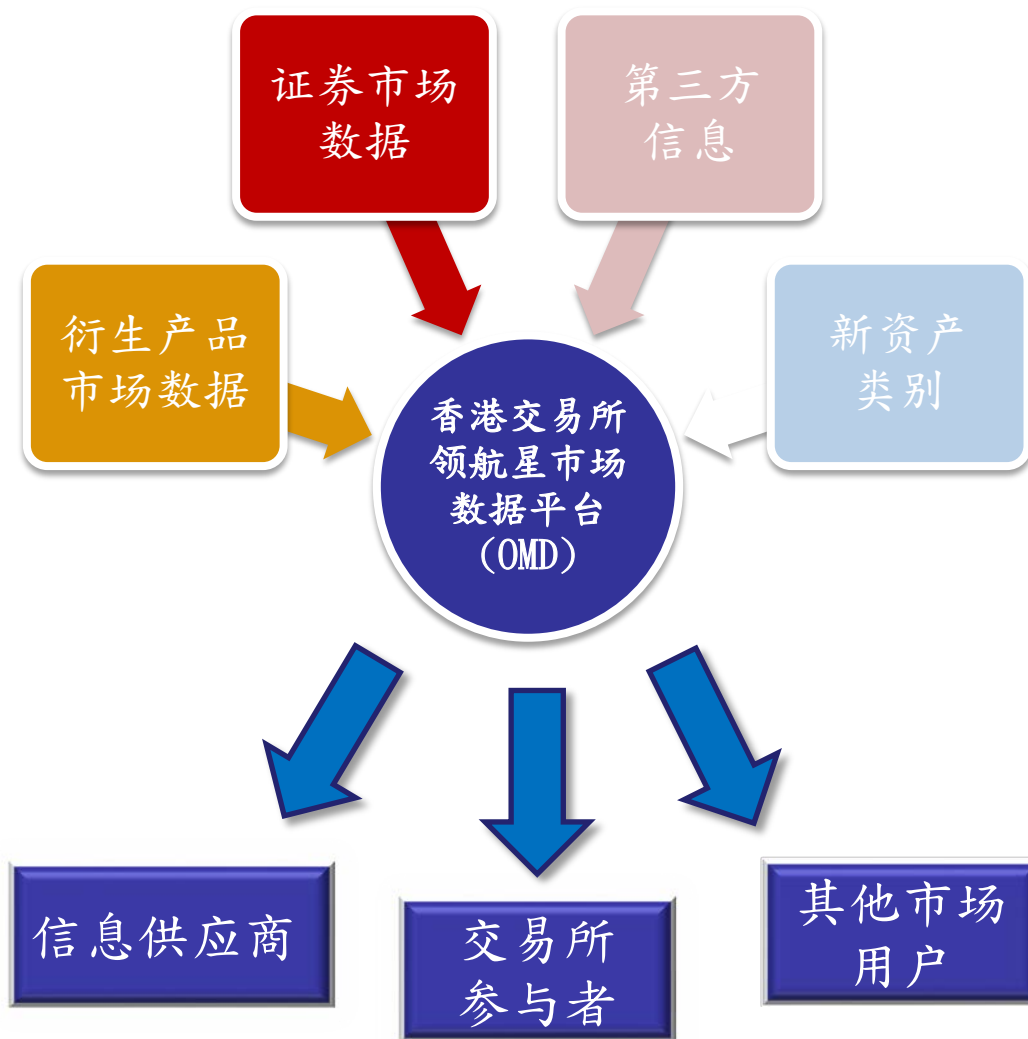 证券市场
数据
第三方
信息
衍生产品
市场数据
新资产
类别
香港交易所
领航星市场
数据平台
(OMD)
信息供应商
交易所
参与者
其他市场
用户